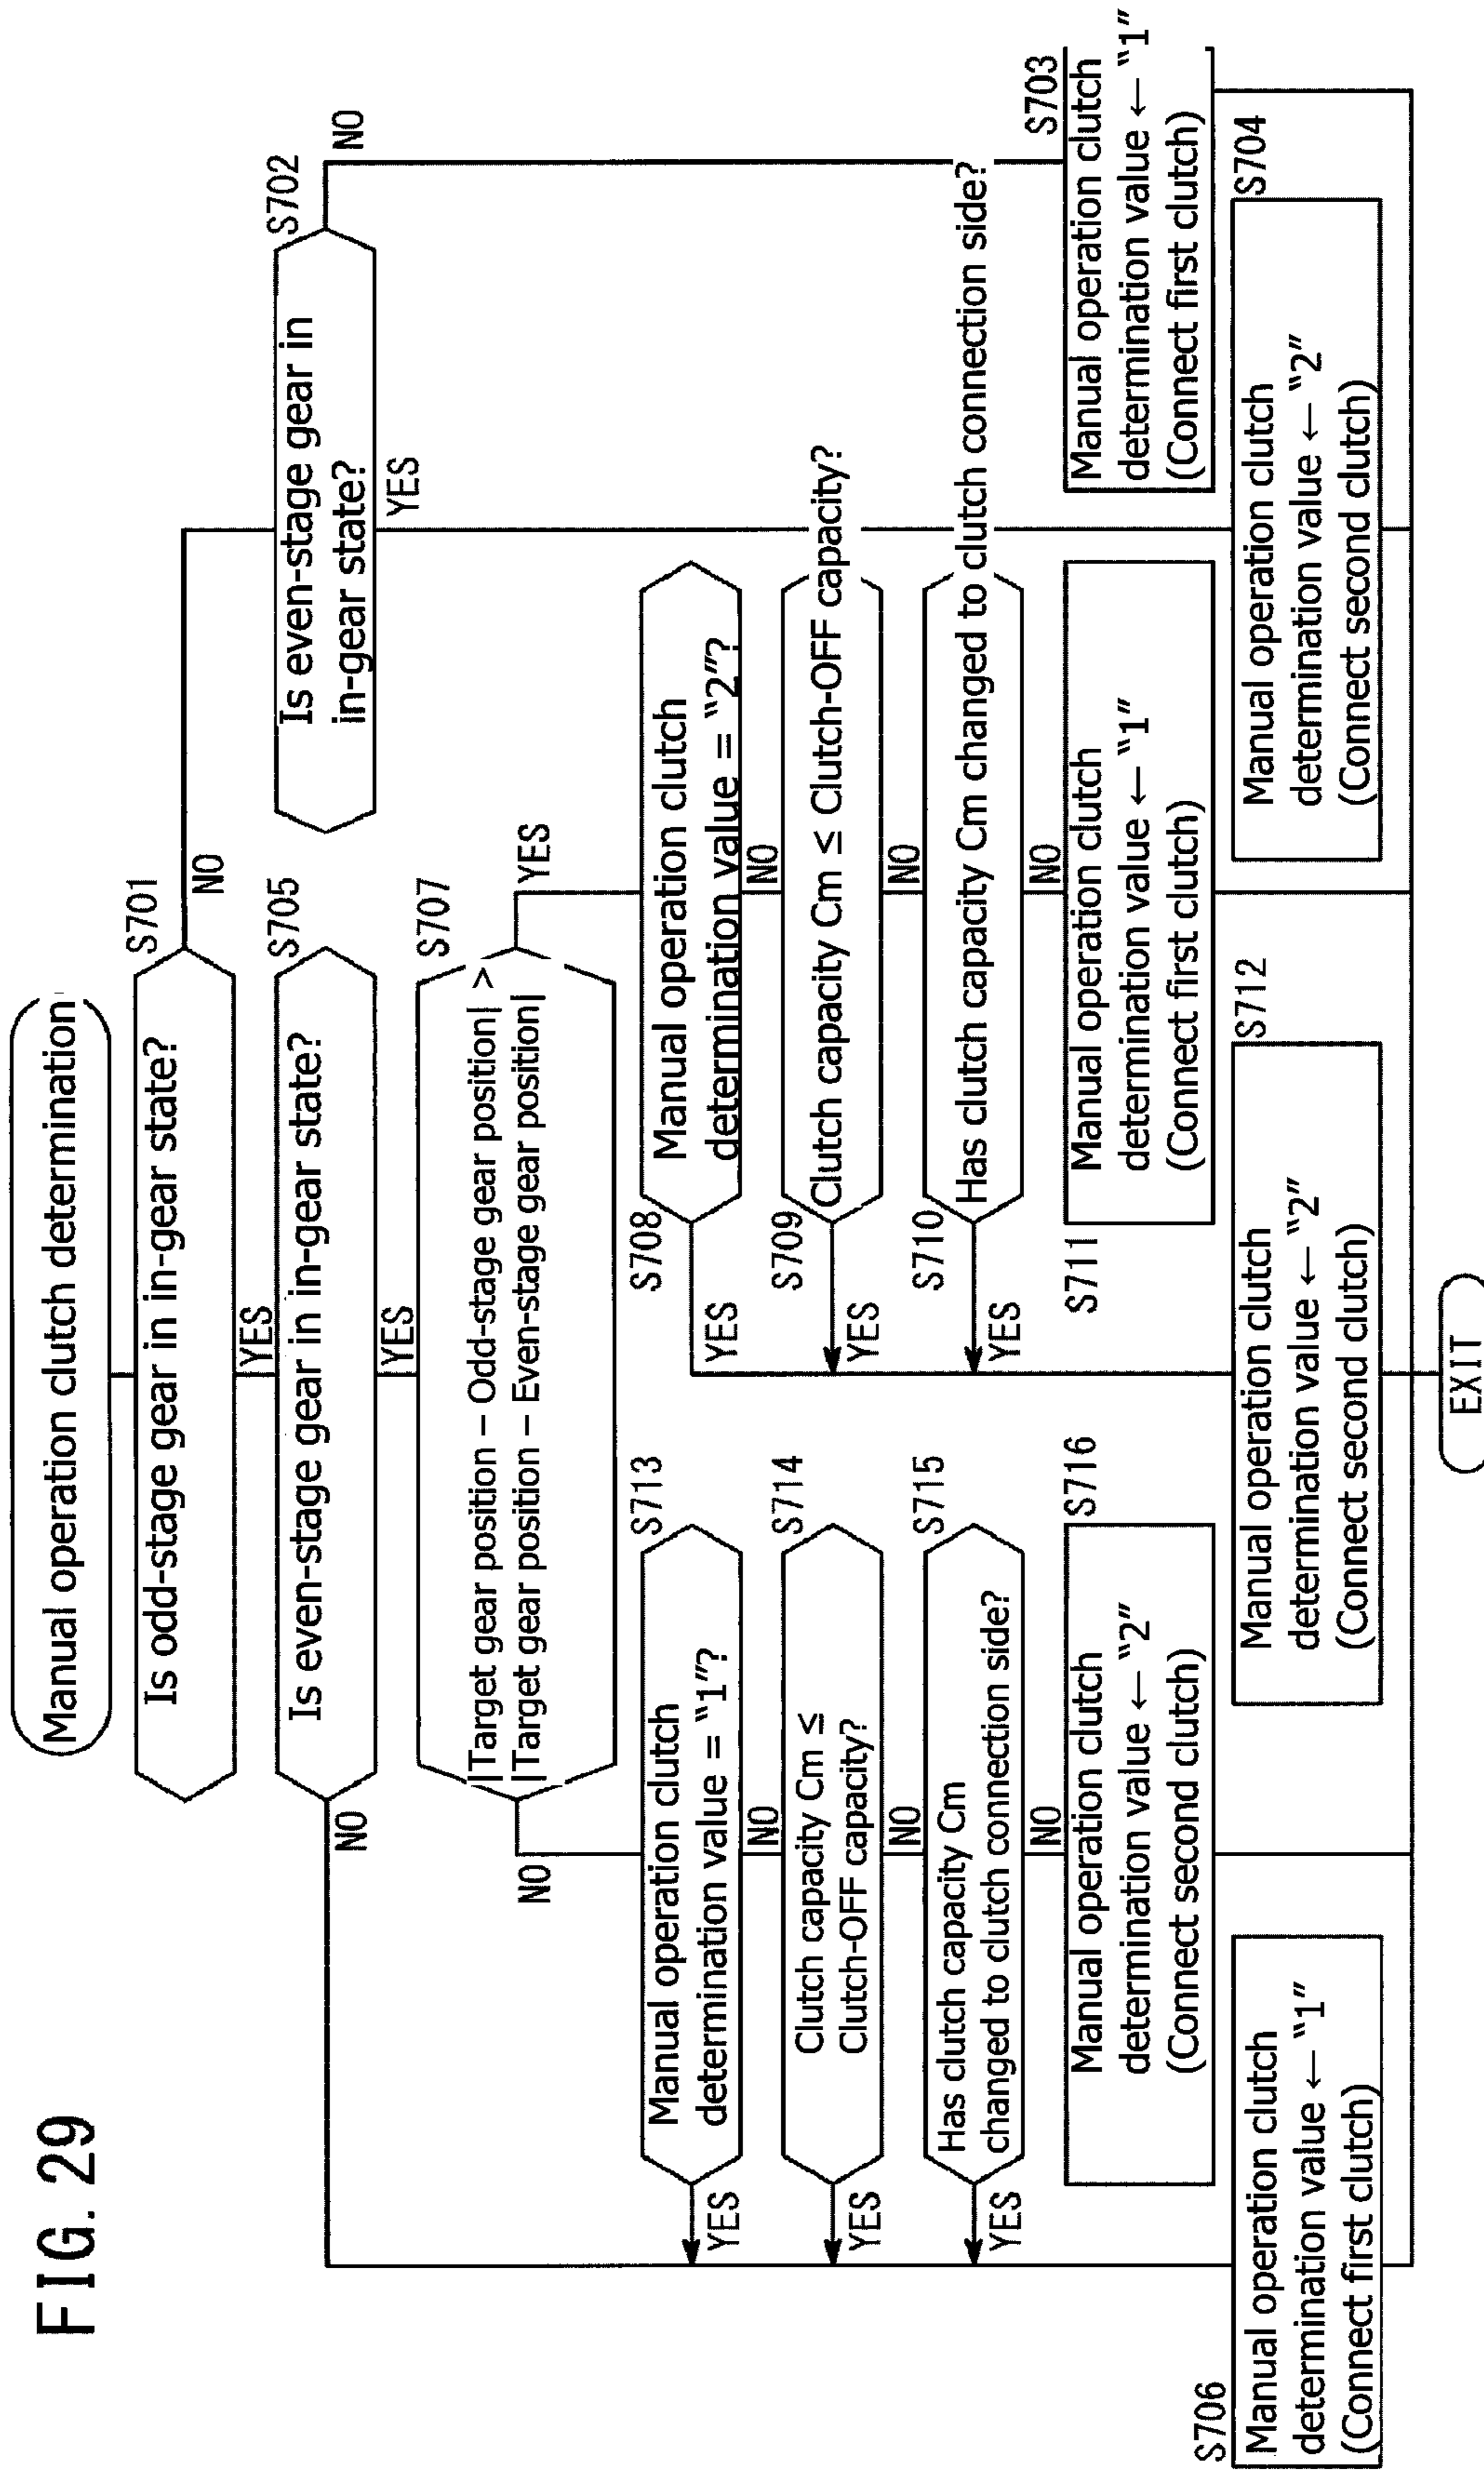 FIG. 29
Manual operation clutch determination
S701
Is odd-stage gear in in-gear state?
NO
YES
S702
Is even-stage gear in
in-gear state?
NO
YES
S705
Is even-stage gear in in-gear state?
NO
YES
S707
|Target gear position – Odd-stage gear position| >
|Target gear position – Even-stage gear position|
NO
YES
S713
Manual operation clutch
determination value = “1”?
YES
NO
S714
Clutch capacity Cm ≤
Clutch-OFF capacity?
YES
NO
S715
Has clutch capacity Cm
changed to clutch connection side?
YES
NO
S716
Manual operation clutch
determination value ← “2”
(Connect second clutch)
S708
Manual operation clutch
determination value = “2”?
YES
NO
S709
Clutch capacity Cm ≤ Clutch-OFF capacity?
YES
NO
S710
Has clutch capacity Cm changed to clutch connection side?
YES
NO
S711
Manual operation clutch
determination value ← “1”
(Connect first clutch)
S703
Manual operation clutch
determination value ← “1”
(Connect first clutch)
S706
Manual operation clutch
determination value ← “1”
(Connect first clutch)
S712
Manual operation clutch
determination value ← “2”
(Connect second clutch)
S704
Manual operation clutch
determination value ← “2”
(Connect second clutch)
EXIT